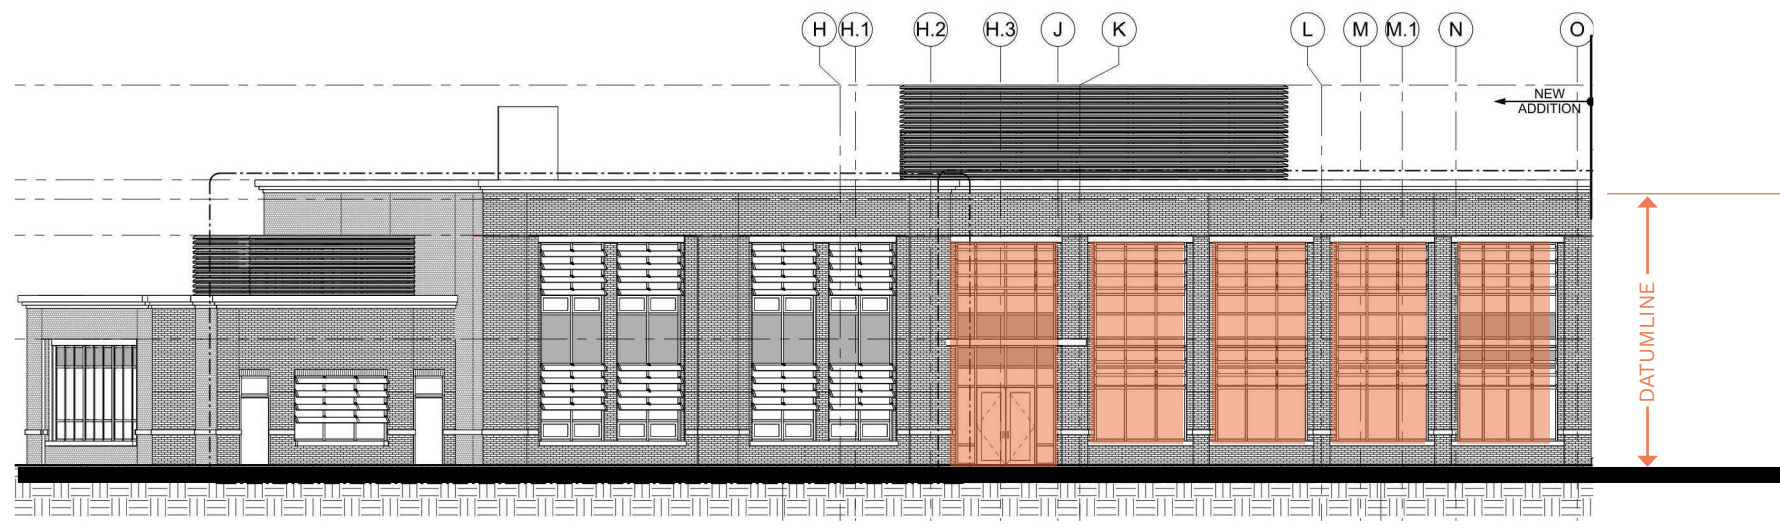 H H.1 H.2 H.3 J K L M M.1 N O
NEW
ADDITION
DATUMLINE